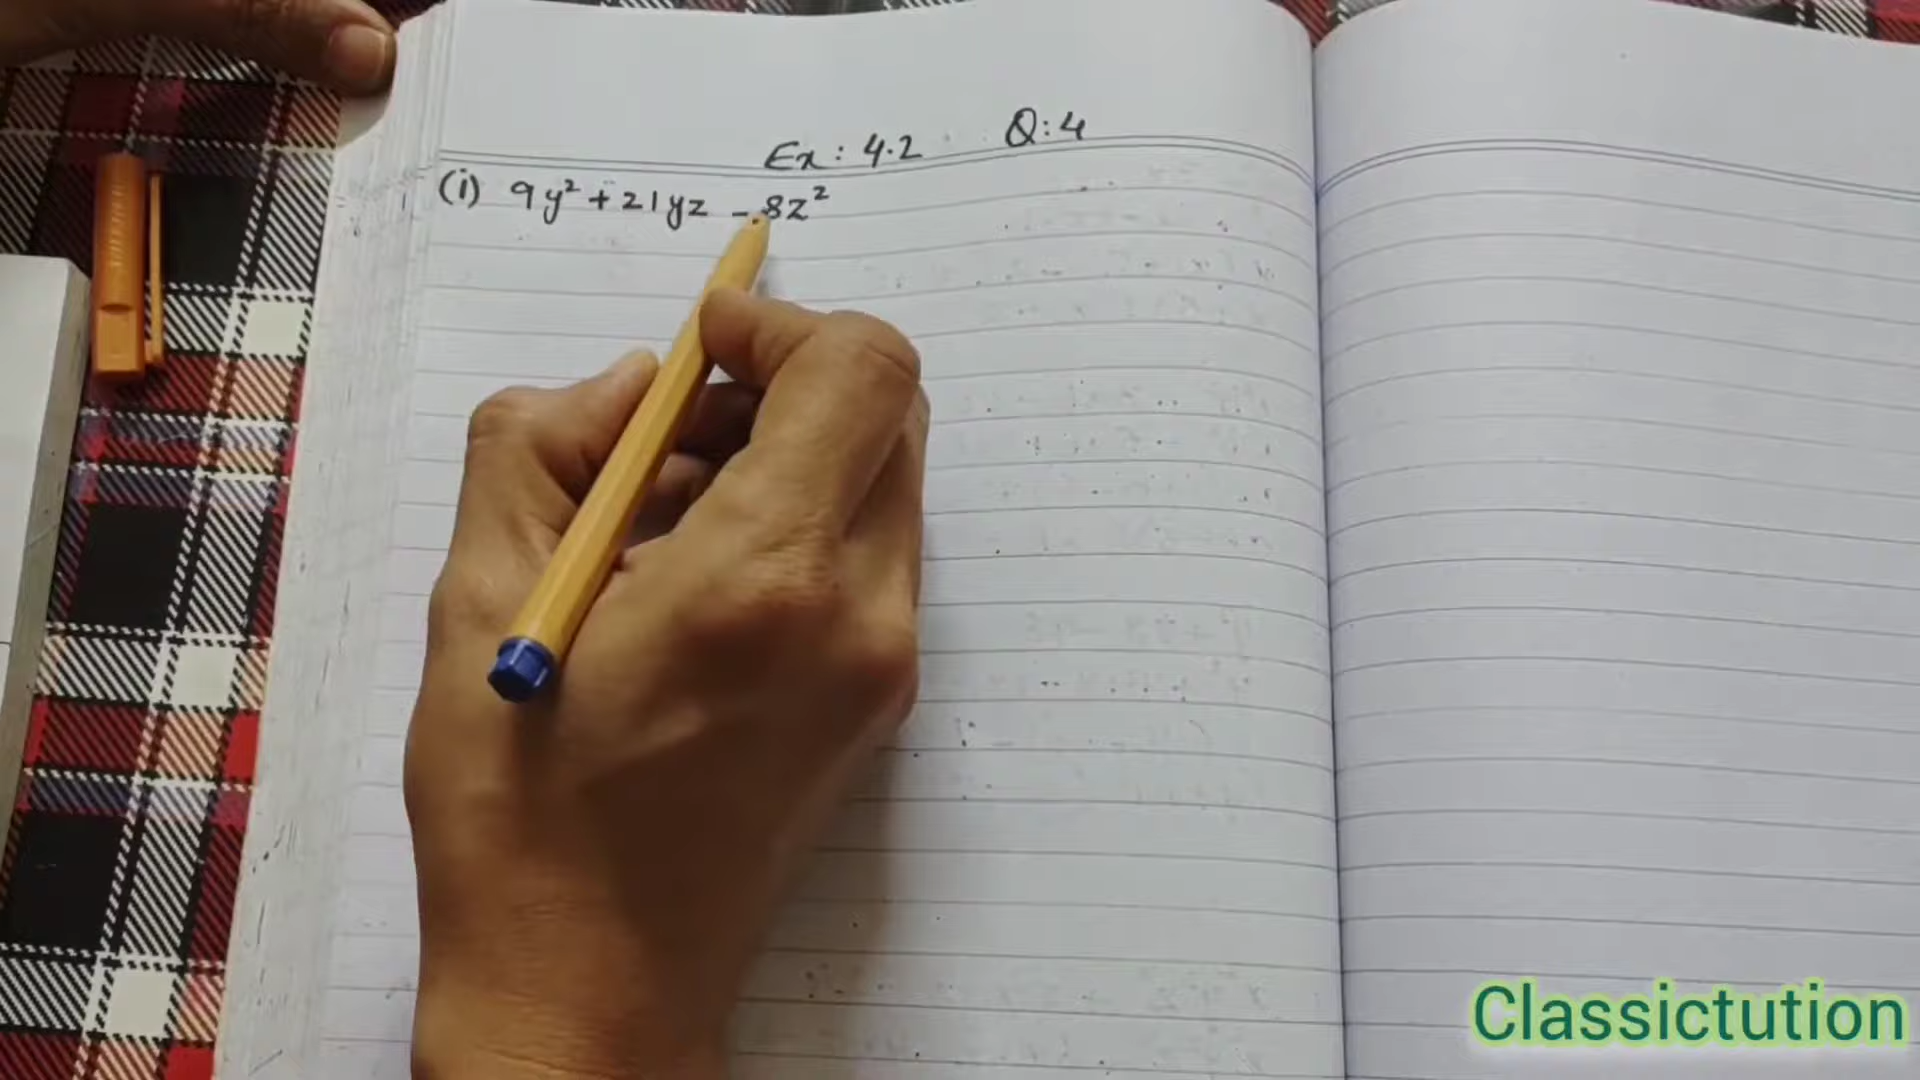 Ex: 4.2 Q:4
(i) 9y² + 21yz - 8z²
Classictution